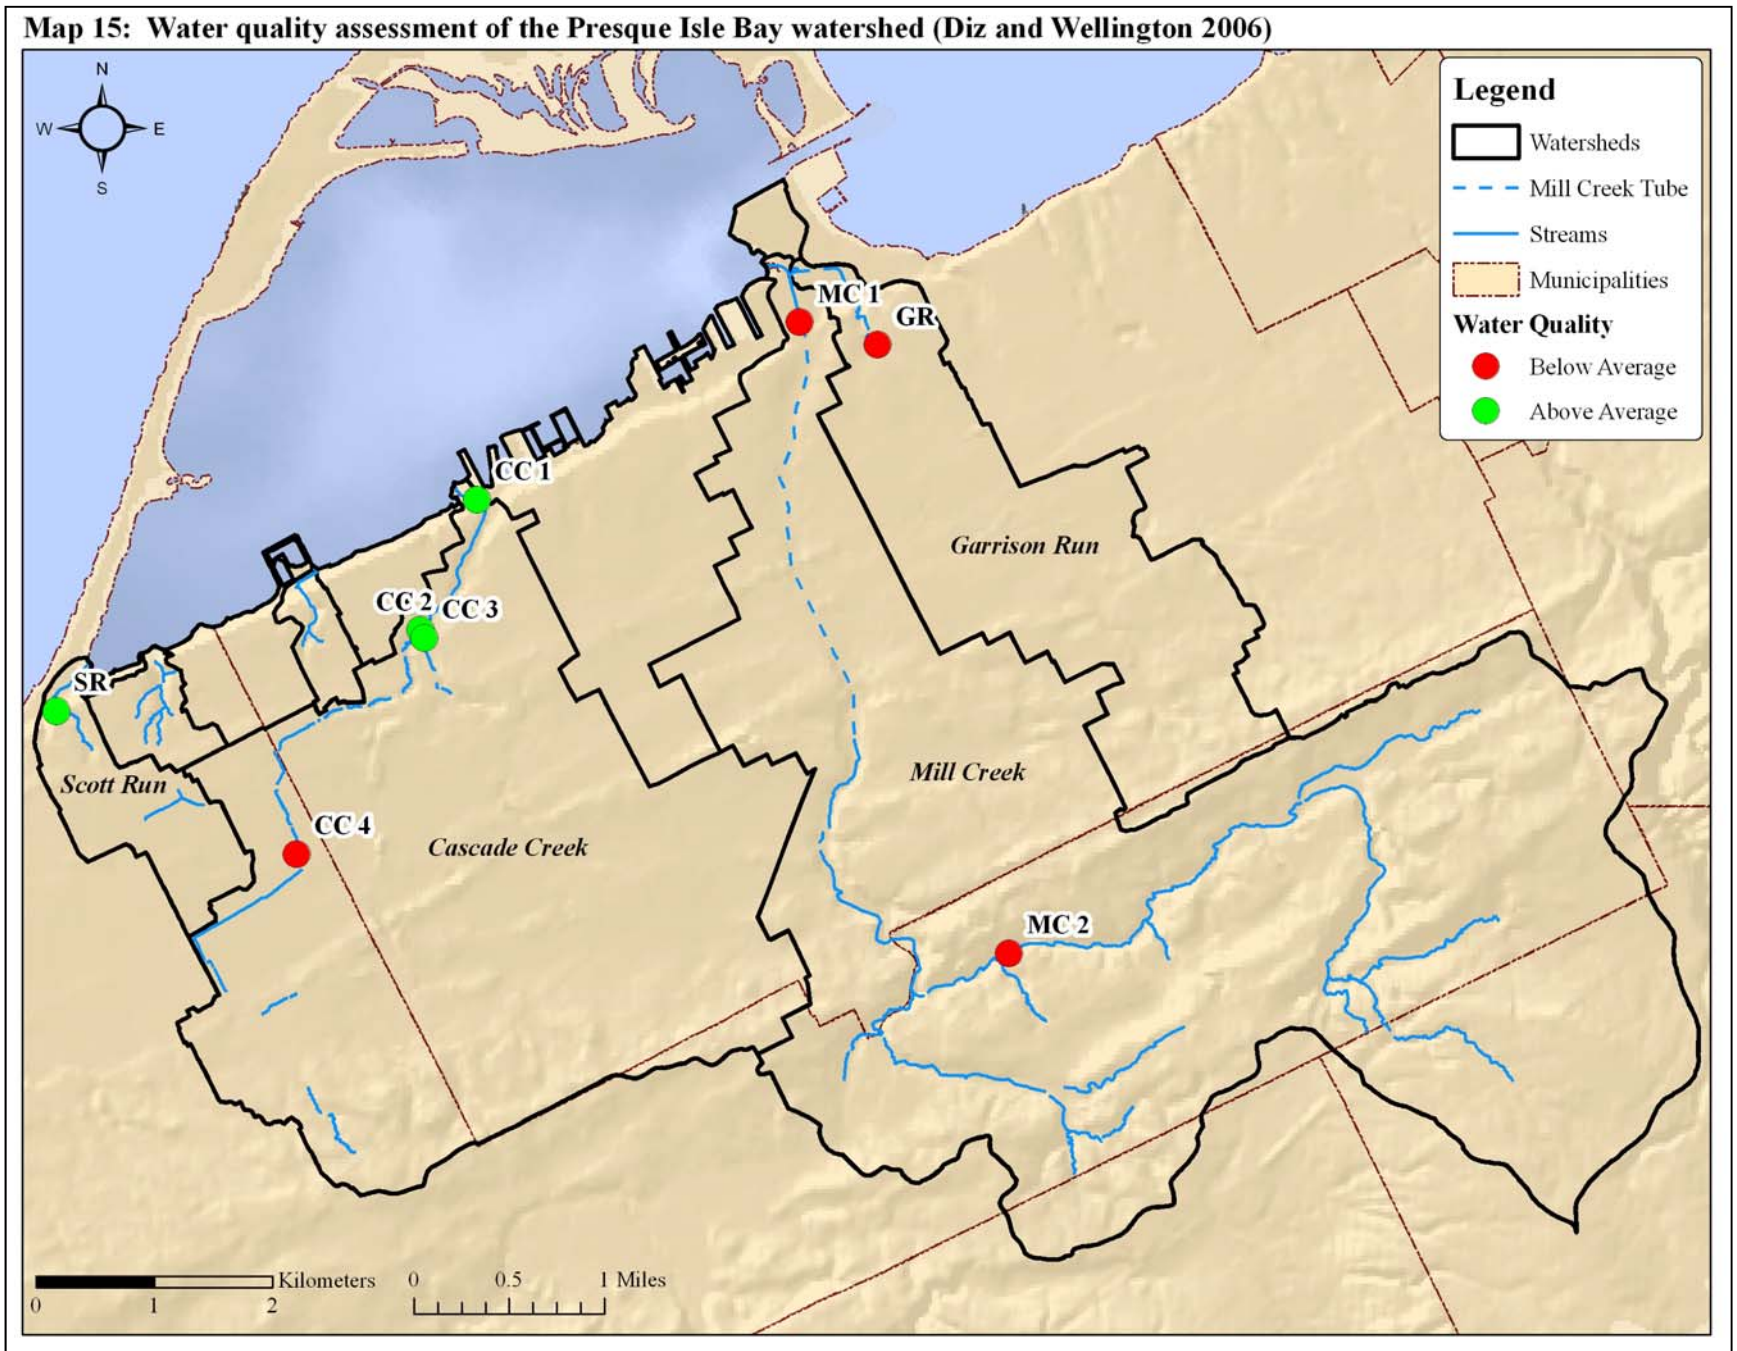 Map 15: Water quality assessment of the Presque Isle Bay watershed (Diz and Wellington 2006)
N
W E
S
Legend
Watersheds
Mill Creek Tube
Streams
Municipalities
Water Quality
Below Average
Above Average
MC 1
GR
CC 1
Garrison Run
CC 2
CC 3
SR
Scott Run
Mill Creek
CC 4
Cascade Creek
MC 2
Kilometers
0 1 2
0 0.5 1 Miles